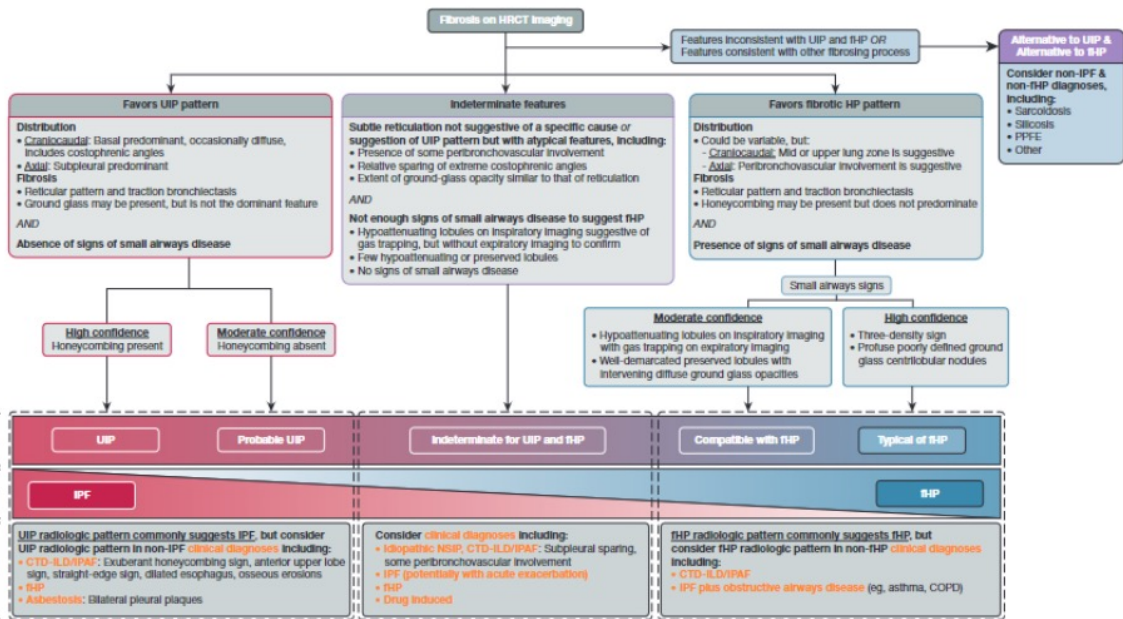 Fibrosis on HRCT Imaging
Features inconsistent with UIP and fHP OR
Features consistent with other fibrosing process
Alternative to UIP &
Alternative to fHP
Consider non-IPF &
non-fHP diagnoses,
including:
• Sarcoidosis
• Silicosis
• PPFE
• Other
Favors UIP pattern
Distribution
• Craniocaudal: Basal predominant, occasionally diffuse,
includes costophrenic angles
• Axial: Subpleural predominant
Fibrosis
• Reticular pattern and traction bronchiectasis
• Ground glass may be present, but is not the dominant feature
AND
Absence of signs of small airways disease
Indeterminate features
Subtle reticulation not suggestive of a specific cause or
suggestion of UIP pattern but with atypical features, including:
• Presence of some peribronchovascular involvement
• Relative sparing of extreme costophrenic angles
• Extent of ground-glass opacity similar to that of reticulation
AND
Not enough signs of small airways disease to suggest fHP
• Hypoattenuating lobules on inspiratory imaging suggestive of
gas trapping, but without expiratory imaging to confirm
• Few hypoattenuating or preserved lobules
• No signs of small airways disease
Favors fibrotic HP pattern
Distribution
• Could be variable, but:
- Craniocaudal: Mid or upper lung zone is suggestive
- Axial: Peribronchovascular involvement is suggestive
Fibrosis
• Reticular pattern and traction bronchiectasis
• Honeycombing may be present but does not predominate
AND
Presence of signs of small airways disease
Small airways signs
High confidence
Honeycombing present
Moderate confidence
Honeycombing absent
Moderate confidence
• Hypoattenuating lobules on inspiratory imaging
with gas trapping on expiratory imaging
• Well-demarcated preserved lobules with
intervening diffuse ground glass opacities
High confidence
• Three-density sign
• Profuse poorly defined ground
glass centrilobular nodules
UIP
Probable UIP
Indeterminate for UIP and fHP
Compatible with fHP
Typical of fHP
IPF
fHP
UIP radiologic pattern commonly suggests IPF, but consider
UIP radiologic pattern in non-IPF clinical diagnoses including:
• CTD-ILD/IPAF: Exuberant honeycombing sign, anterior upper lobe
sign, straight-edge sign, dilated esophagus, osseous erosions
• fHP
• Asbestosis: Bilateral pleural plaques
Consider clinical diagnoses including:
• Idiopathic NSIP, CTD-ILD/IPAF: Subpleural sparing,
some peribronchovascular involvement
• IPF (potentially with acute exacerbation)
• fHP
• Drug induced
fHP radiologic pattern commonly suggests fHP, but
consider fHP radiologic pattern in non-fHP clinical diagnoses
including:
• CTD-ILD/IPAF
• IPF plus obstructive airways disease (eg, asthma, COPD)